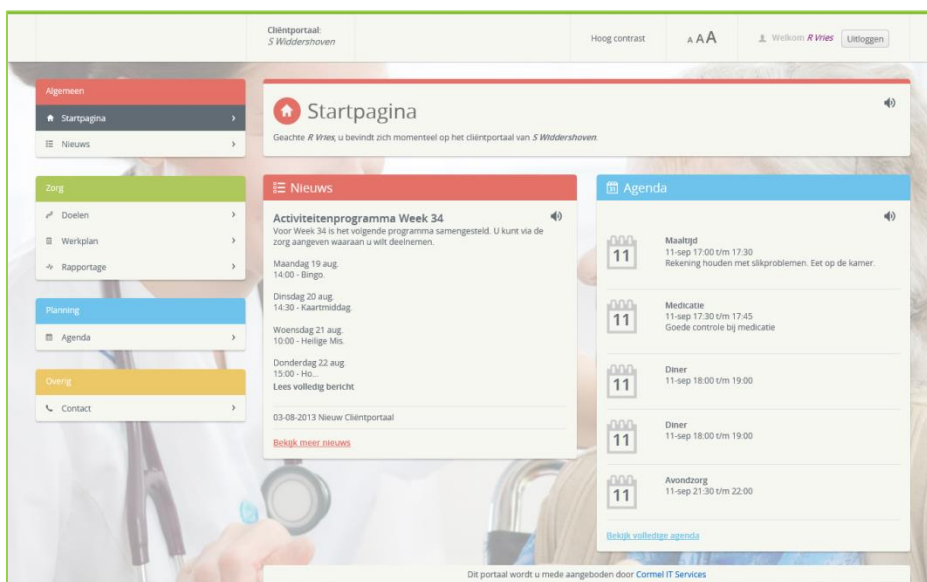 Cliëntportaal:
S Widdershoven
Hoog contrast
A A A
Welkom R Vries
Uitloggen
Algemeen
Startpagina
Nieuws
Zorg
Doelen
Werkplan
Rapportage
Planning
Agenda
Overig
Contact
Startpagina
Geachte R Vries, u bevindt zich momenteel op het cliëntportaal van S Widdershoven.
Nieuws
Activiteitenprogramma Week 34
Voor Week 34 is het volgende programma samengesteld. U kunt via de
zorg aangeven waaraan u wilt deelnemen.
Maandag 19 aug.
14:00 - Bingo.
Dinsdag 20 aug.
14:30 - Kaartmiddag.
Woensdag 21 aug.
10:00 - Heilige Mis.
Donderdag 22 aug.
15:00 - Ho...
Lees volledig bericht
03-08-2013 Nieuw Cliëntportaal
Bekijk meer nieuws
31 Agenda
11
Maaltijd
11-sep 17:00 t/m 17:30
Rekening houden met slikproblemen. Eet op de kamer.
11
Medicatie
11-sep 17:30 t/m 17:45
Goede controle bij medicatie
11
Diner
11-sep 18:00 t/m 19:00
11
Diner
11-sep 18:00 t/m 19:00
11
Avondzorg
11-sep 21:30 t/m 22:00
Bekijk volledige agenda
Dit portaal wordt u mede aangeboden door Cormel IT Services